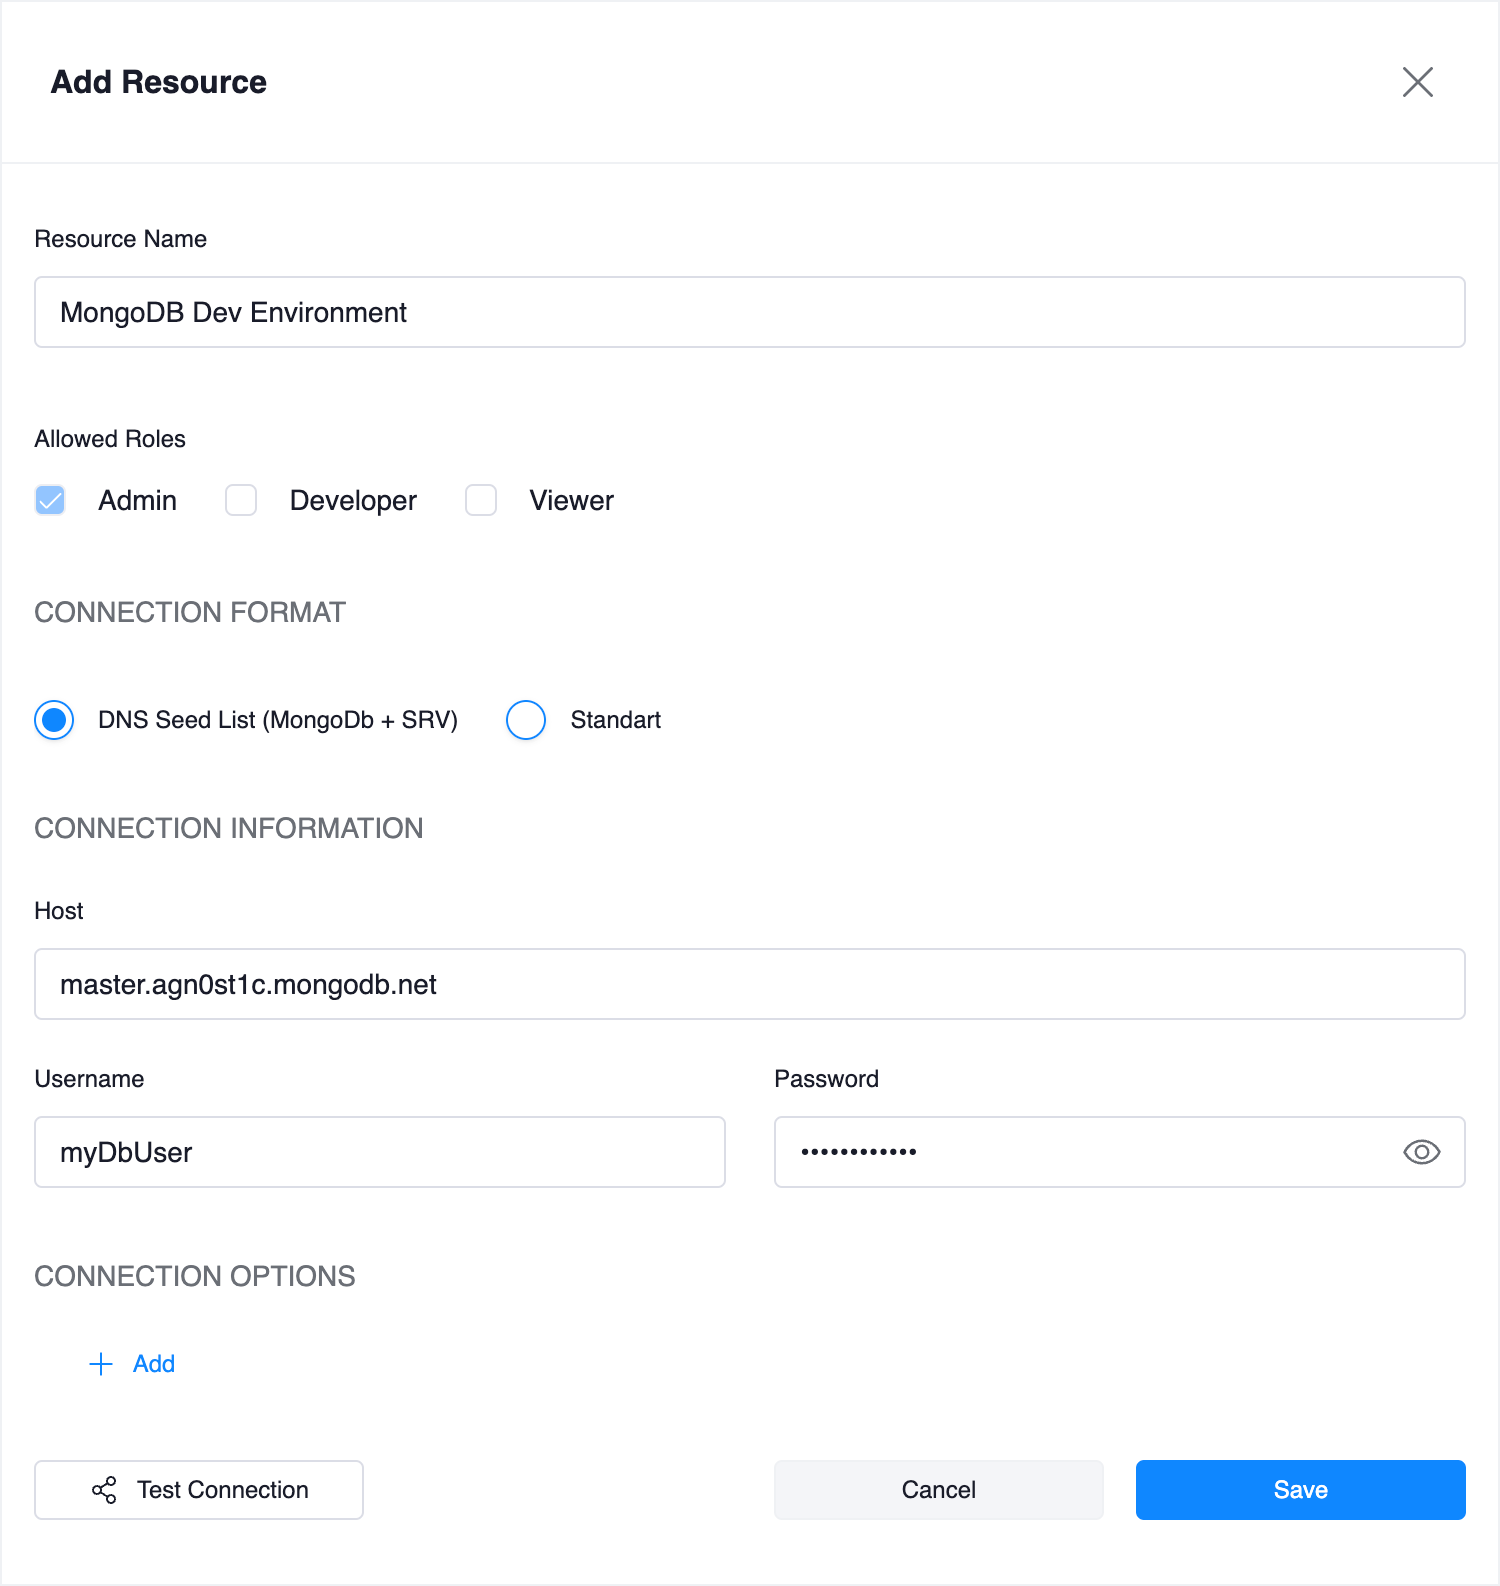 Add Resource
Resource Name
MongoDB Dev Environment
Allowed Roles
Admin Developer Viewer
CONNECTION FORMAT
DNS Seed List (MongoDb + SRV) Standart
CONNECTION INFORMATION
Host
master.agn0st1c.mongodb.net
Username Password
myDbUser ••••••••••••
CONNECTION OPTIONS
+ Add
Test Connection Cancel Save